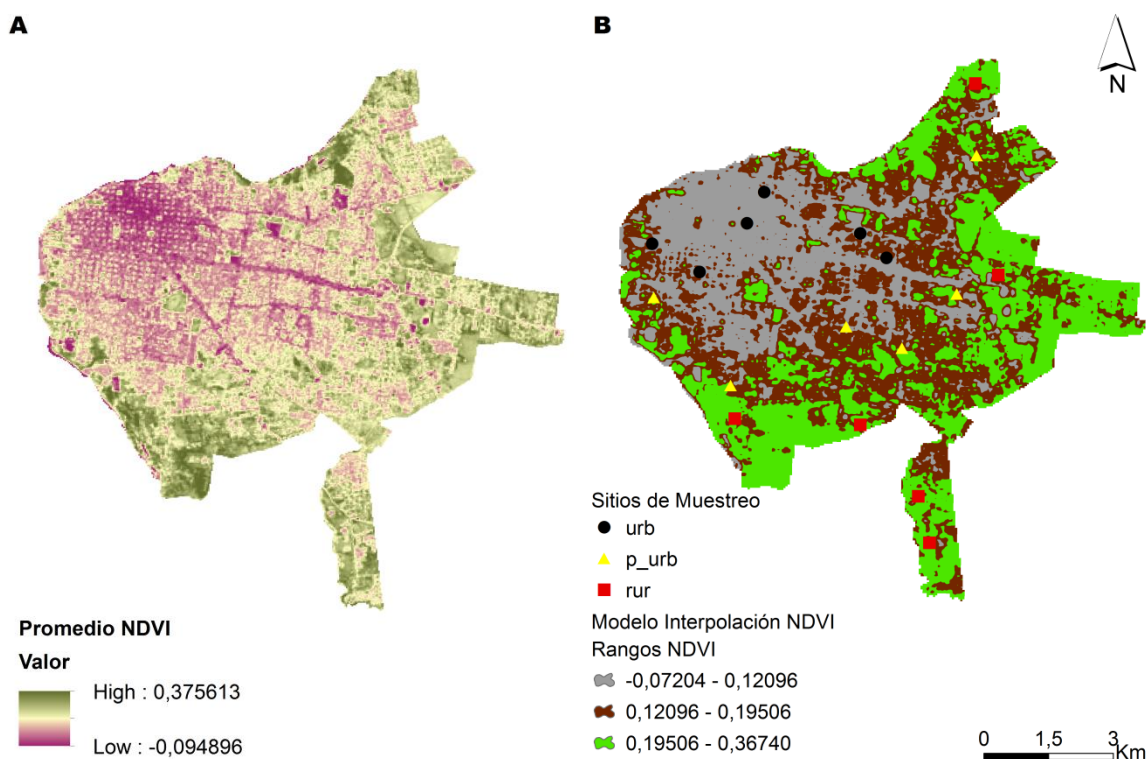 A
Promedio NDVI
Valor
High : 0,375613
Low : -0,094896
B
N
Sitios de Muestreo
urb
p_urb
rur
Modelo Interpolación NDVI
Rangos NDVI
-0,07204 - 0,12096
0,12096 - 0,19506
0,19506 - 0,36740
0 1,5 3
Km